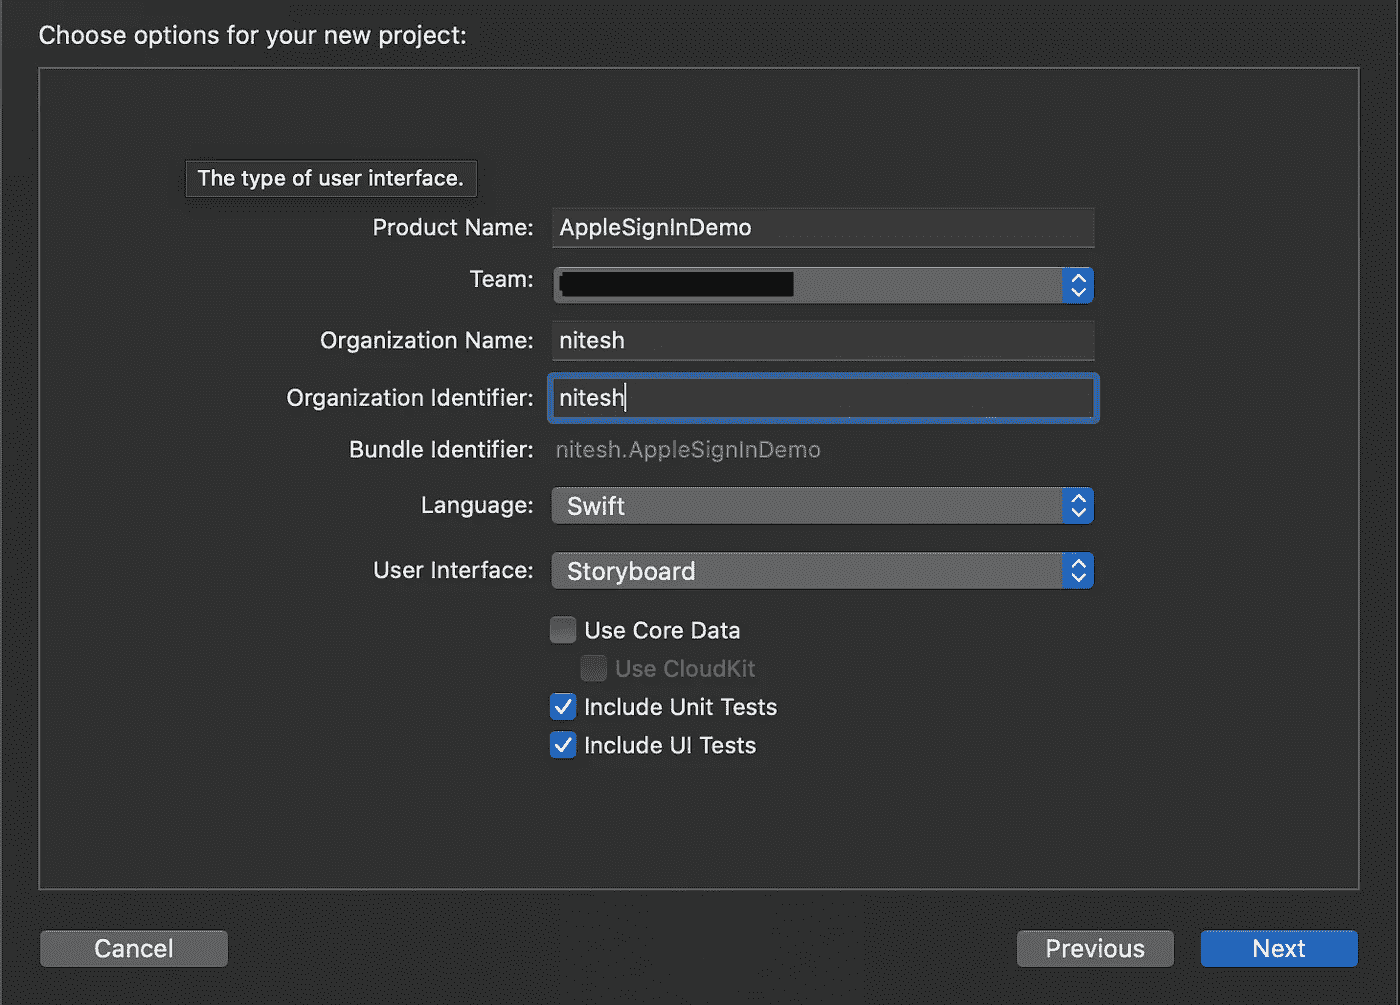 Choose options for your new project:
The type of user interface.
Product Name: AppleSignInDemo
Team:
Organization Name: nitesh
Organization Identifier: nitesh
Bundle Identifier: nitesh.AppleSignInDemo
Language: Swift
User Interface: Storyboard
Use Core Data
Use CloudKit
Include Unit Tests
Include UI Tests
Cancel Previous Next